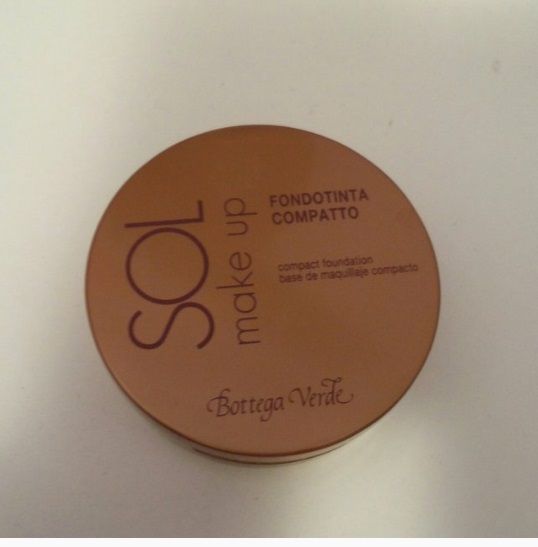 SOL
make up
FONDOTINTA
COMPATTO
compact foundation
base de maquillaje compacto
Bottega Verde